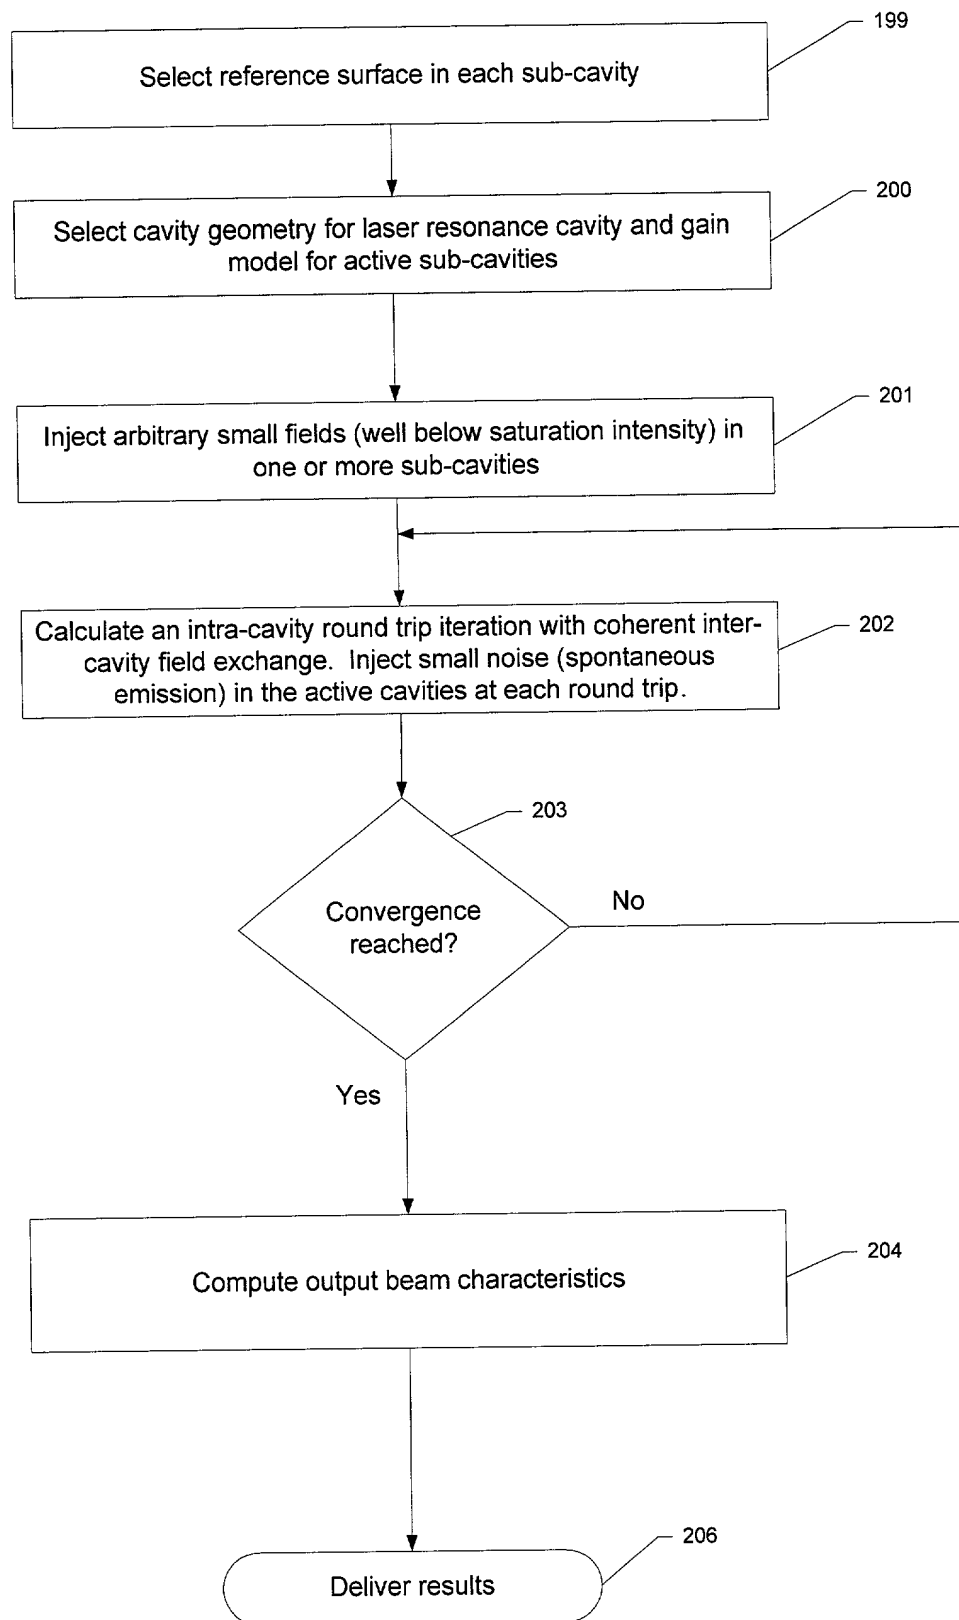 199
Select reference surface in each sub-cavity
200
Select cavity geometry for laser resonance cavity and gain
model for active sub-cavities
201
Inject arbitrary small fields (well below saturation intensity) in
one or more sub-cavities
202
Calculate an intra-cavity round trip iteration with coherent inter-
cavity field exchange.  Inject small noise (spontaneous
emission) in the active cavities at each round trip.
203
Convergence
reached?
No
Yes
204
Compute output beam characteristics
206
Deliver results